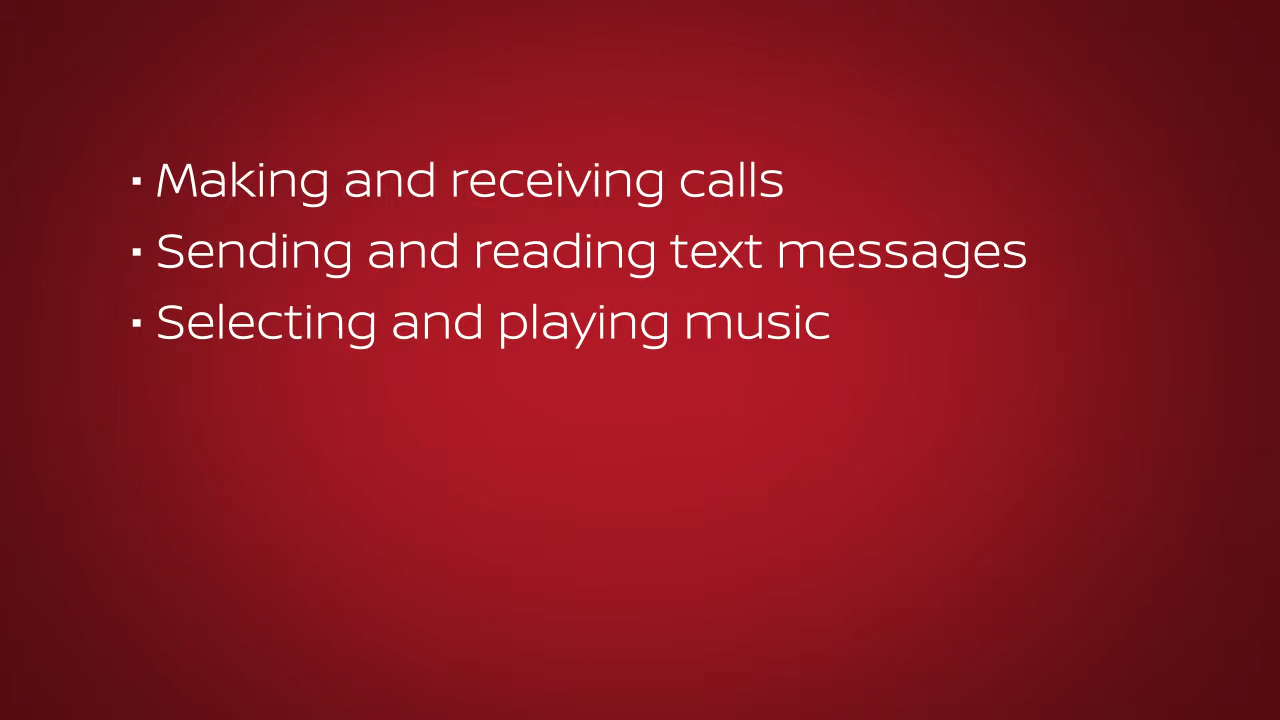 ▪ Making and receiving calls
▪ Sending and reading text messages
▪ Selecting and playing music